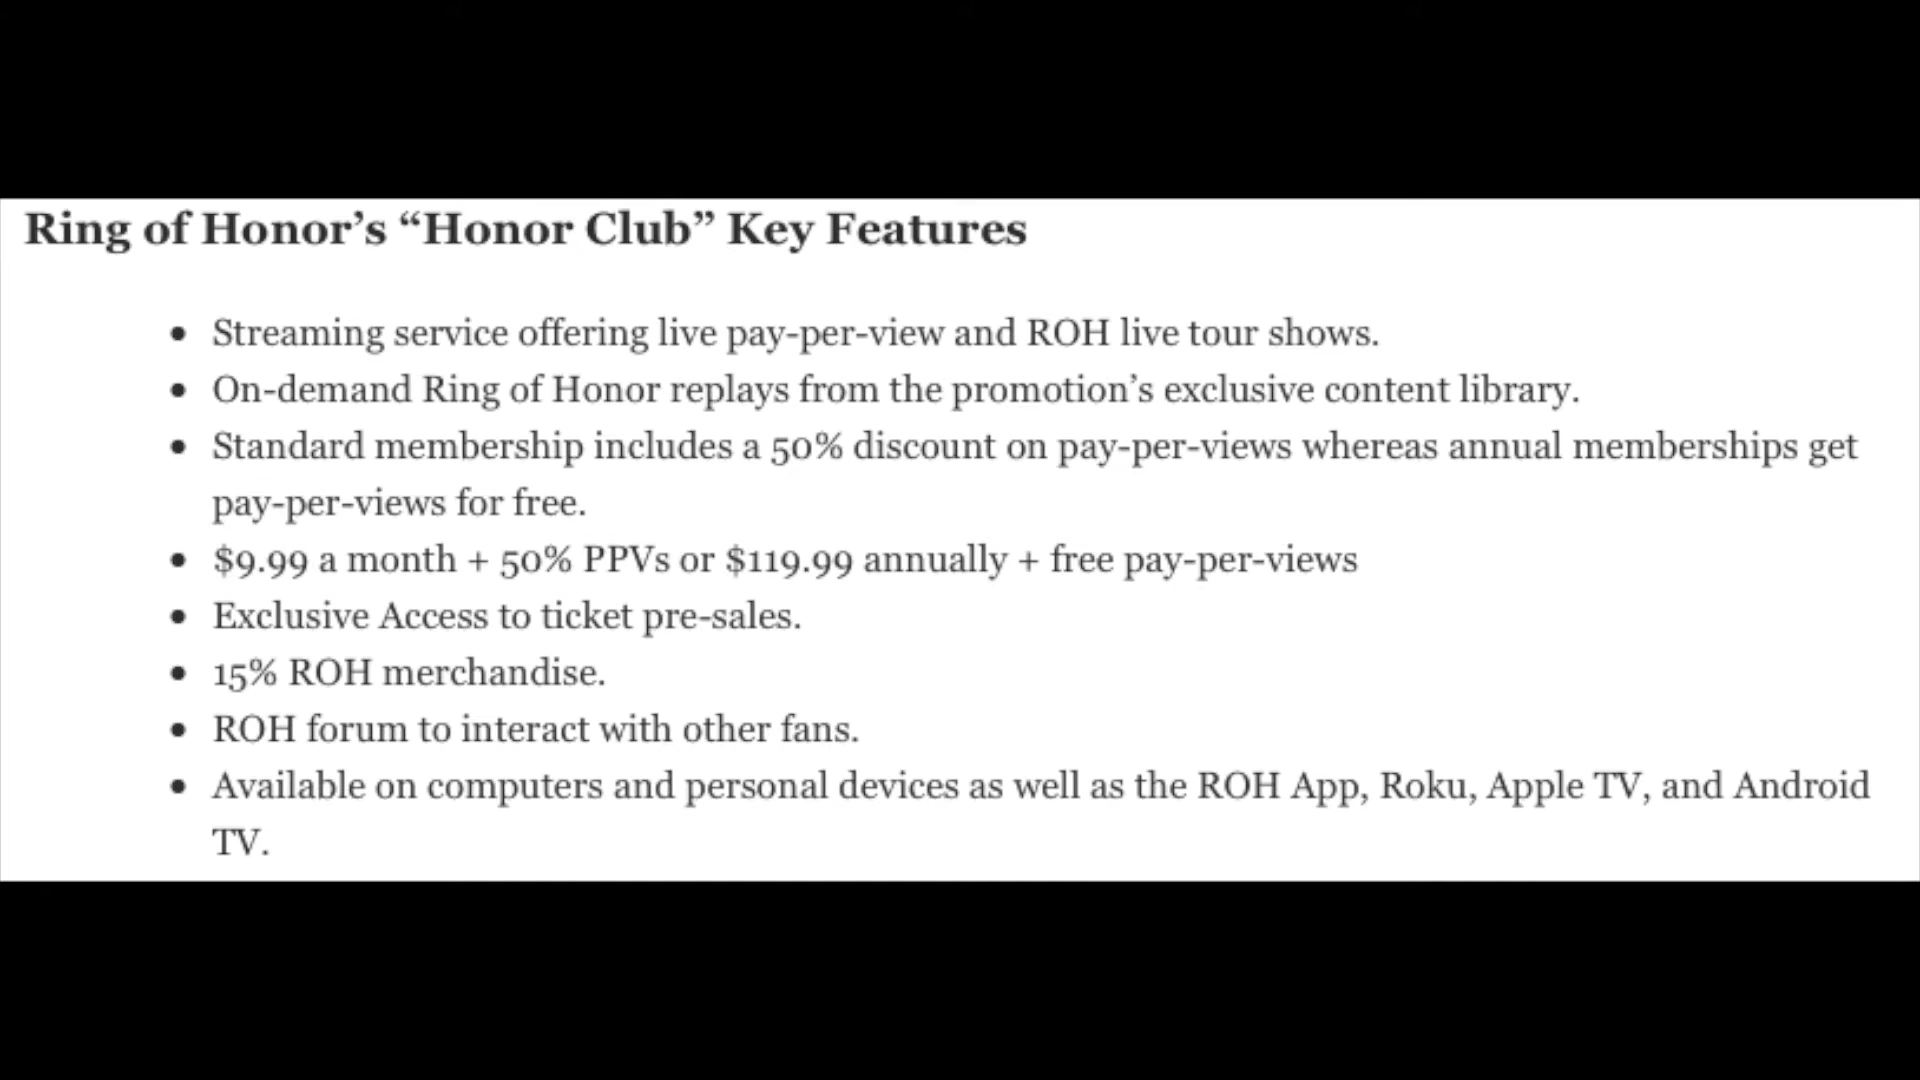 Ring of Honor’s “Honor Club” Key Features
• Streaming service offering live pay-per-view and ROH live tour shows.
• On-demand Ring of Honor replays from the promotion’s exclusive content library.
• Standard membership includes a 50% discount on pay-per-views whereas annual memberships get
pay-per-views for free.
• $9.99 a month + 50% PPVs or $119.99 annually + free pay-per-views
• Exclusive Access to ticket pre-sales.
• 15% ROH merchandise.
• ROH forum to interact with other fans.
• Available on computers and personal devices as well as the ROH App, Roku, Apple TV, and Android
TV.